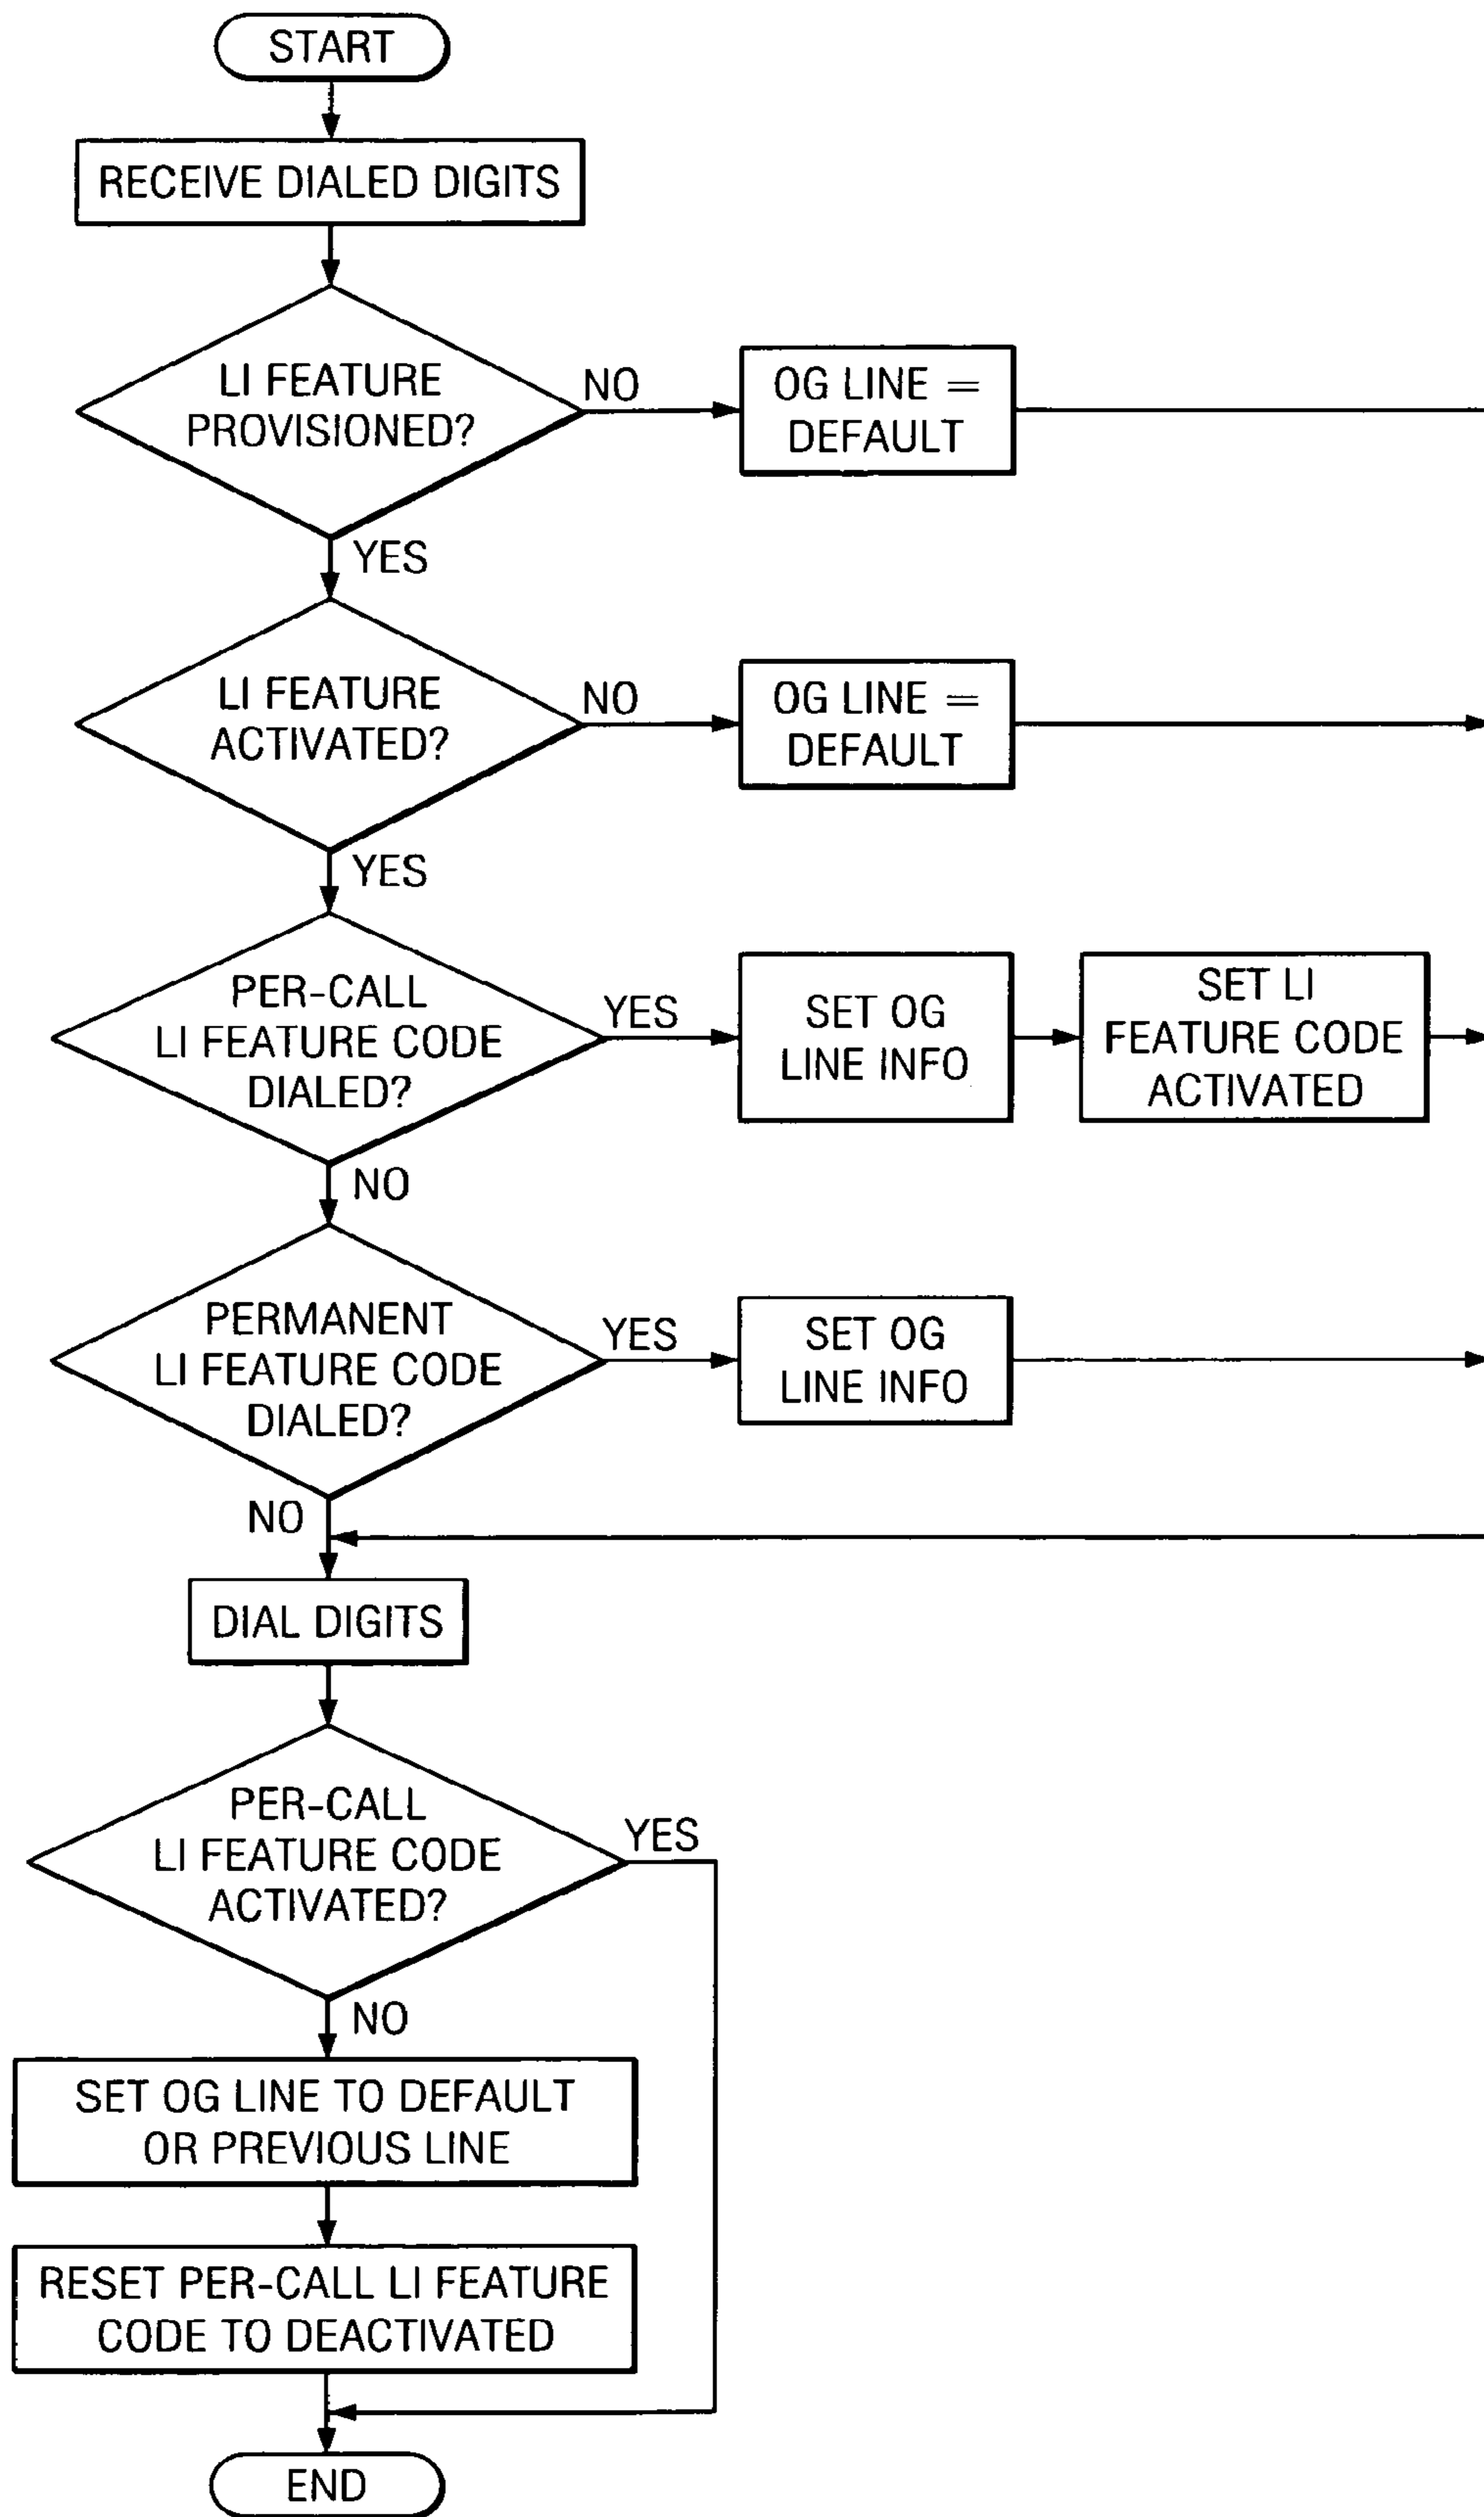 START
RECEIVE DIALED DIGITS
LI FEATURE
PROVISIONED?
NO
OG LINE =
DEFAULT
YES
LI FEATURE
ACTIVATED?
NO
OG LINE =
DEFAULT
YES
PER-CALL
LI FEATURE CODE
DIALED?
YES
SET OG
LINE INFO
SET LI
FEATURE CODE
ACTIVATED
NO
PERMANENT
LI FEATURE CODE
DIALED?
YES
SET OG
LINE INFO
NO
DIAL DIGITS
PER-CALL
LI FEATURE CODE
ACTIVATED?
YES
NO
SET OG LINE TO DEFAULT
OR PREVIOUS LINE
RESET PER-CALL LI FEATURE
CODE TO DEACTIVATED
END